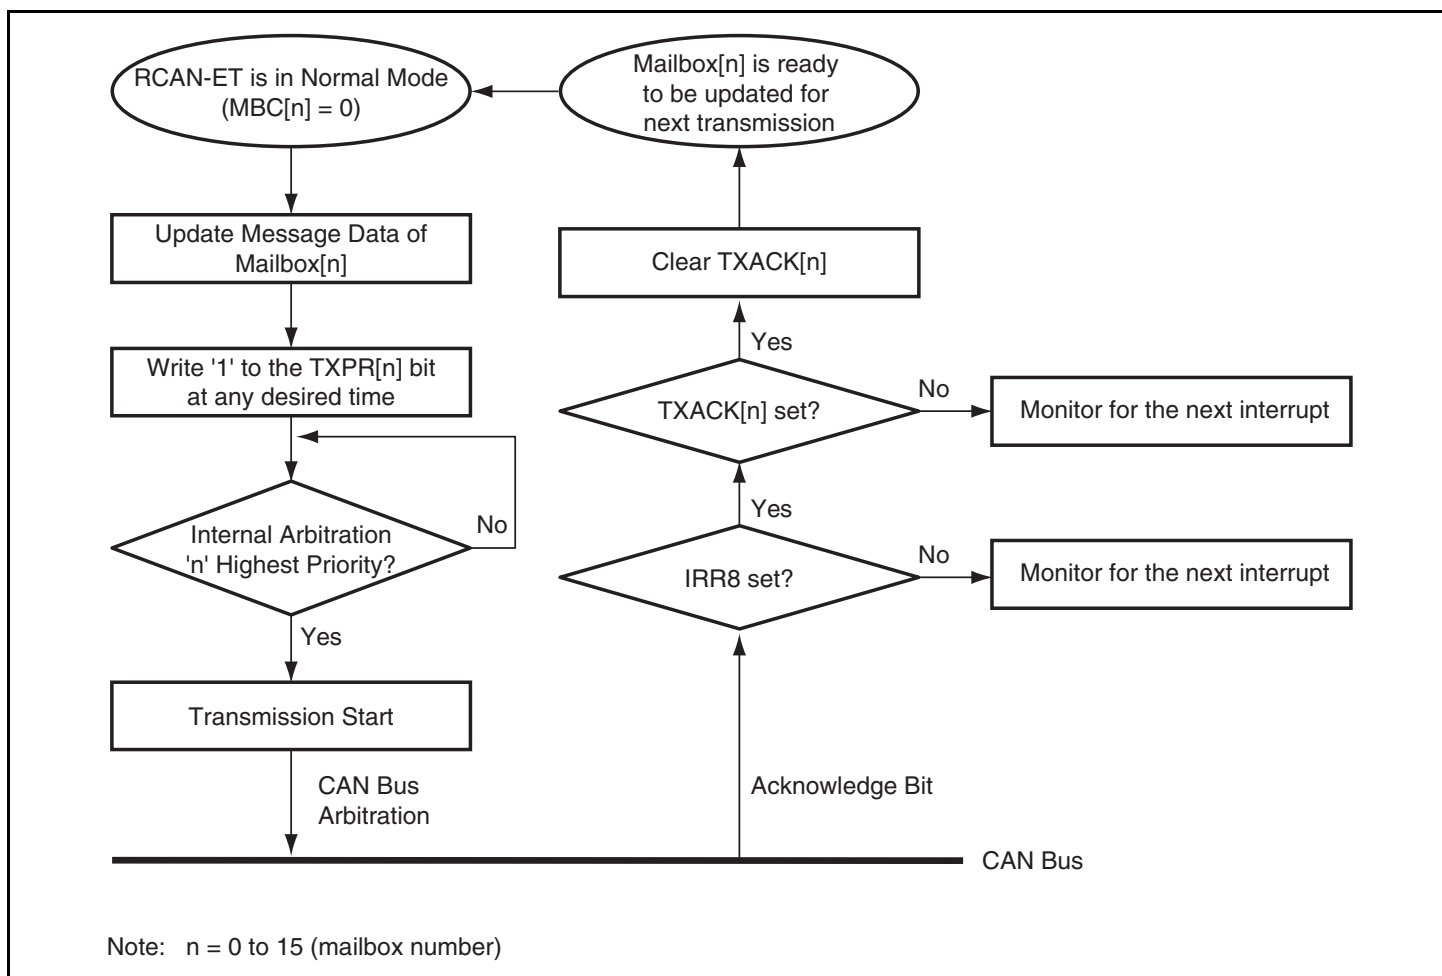 RCAN-ET is in Normal Mode
(MBC[n] = 0)
Mailbox[n] is ready
to be updated for
next transmission
Update Message Data of
Mailbox[n]
Clear TXACK[n]
Yes
Write '1' to the TXPR[n] bit
at any desired time
TXACK[n] set?
No
Monitor for the next interrupt
Yes
Internal Arbitration
'n' Highest Priority?
No
IRR8 set?
No
Monitor for the next interrupt
Yes
Transmission Start
CAN Bus
Arbitration
Acknowledge Bit
CAN Bus
Note: n = 0 to 15 (mailbox number)